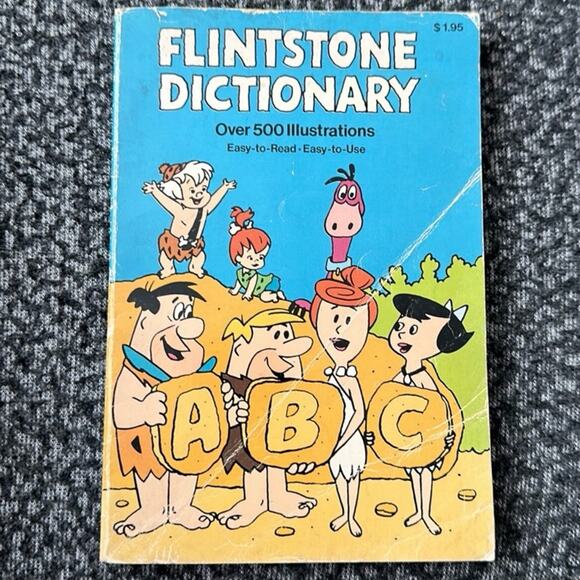 $1.95
FLINTSTONE
DICTIONARY
Over 500 Illustrations
Easy-to-Read • Easy-to-Use
A B C